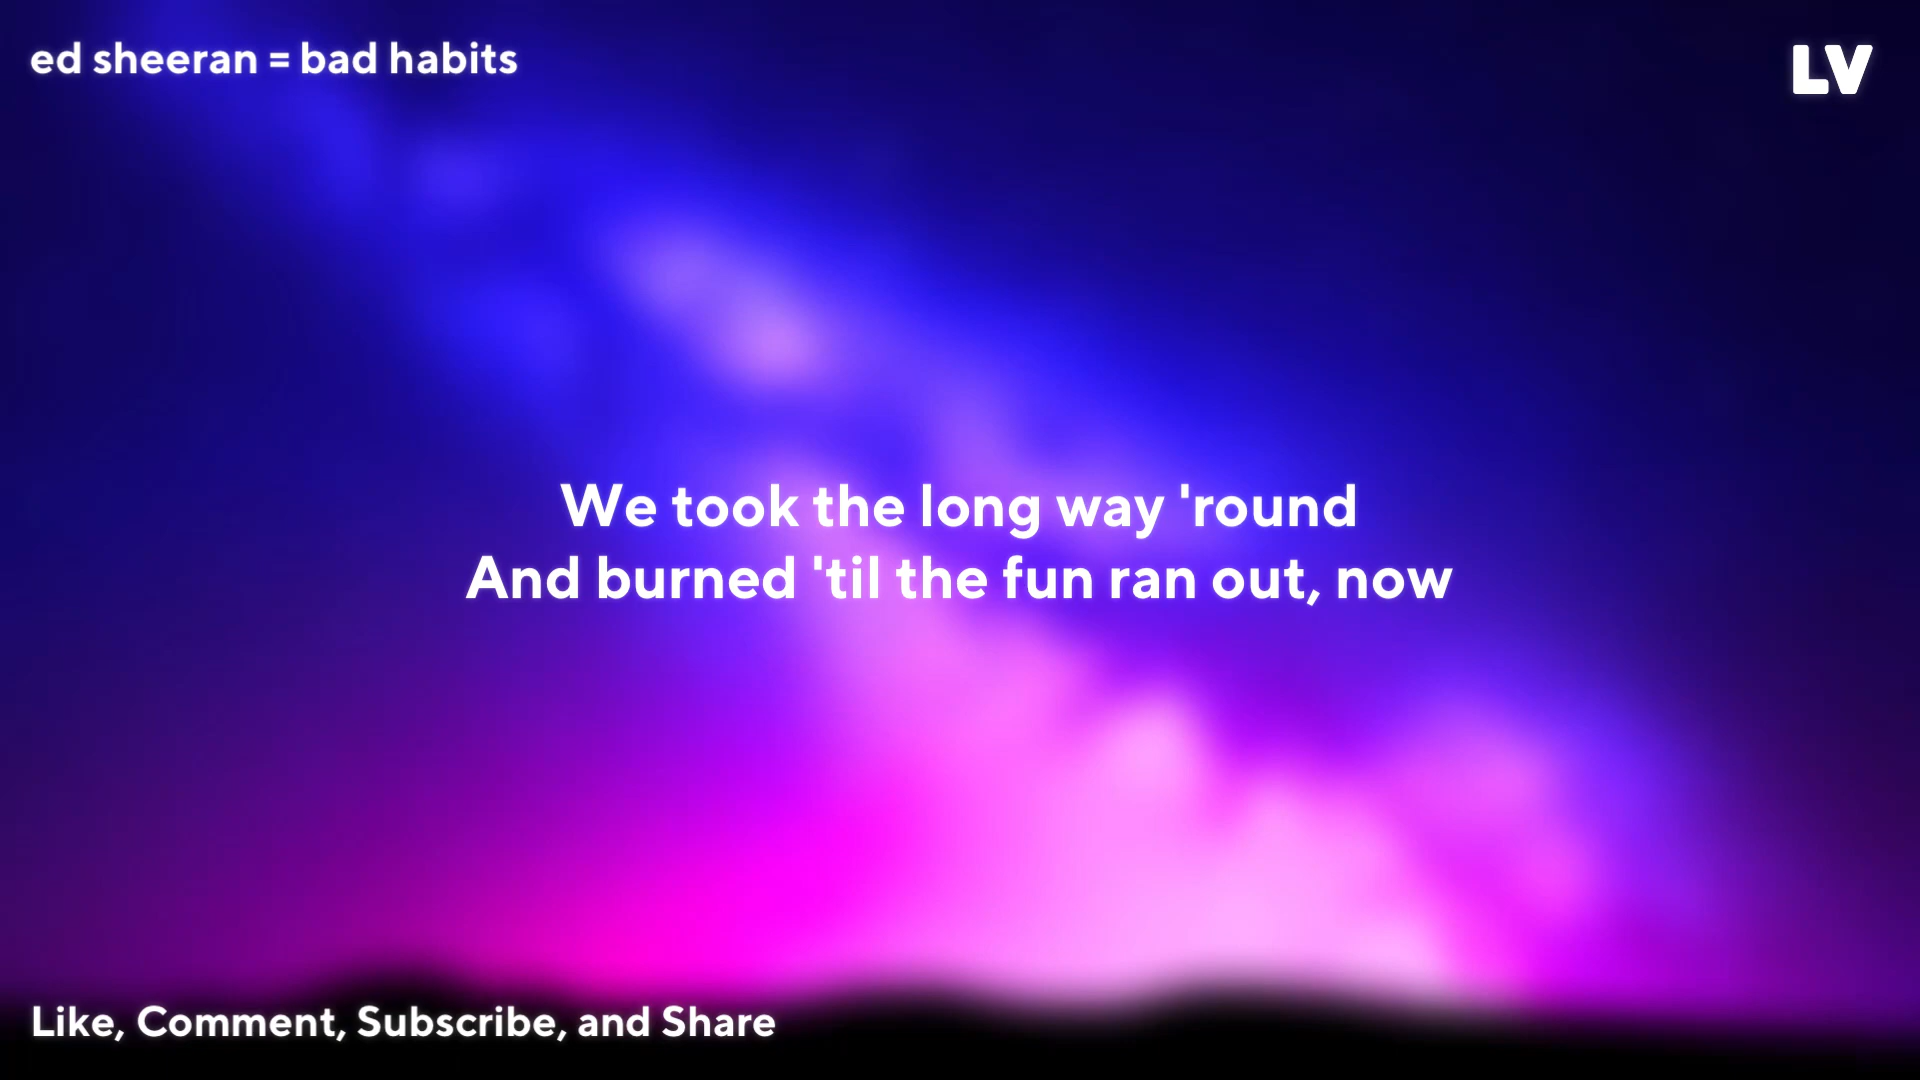 ed sheeran = bad habits
LV
We took the long way 'round
And burned 'til the fun ran out, now
Like, Comment, Subscribe, and Share